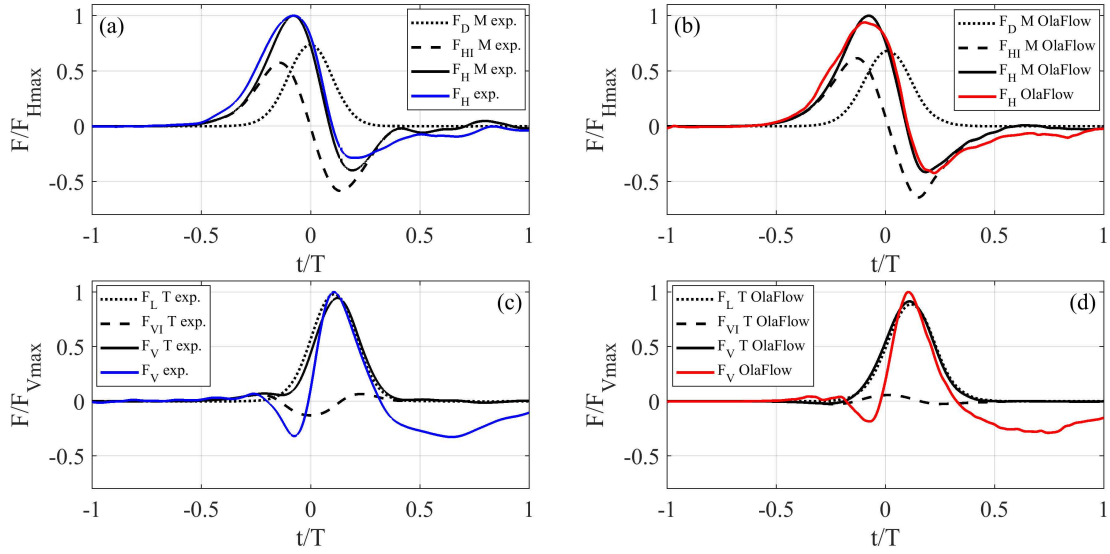 (a)
F/F_Hmax
1
0.5
0
-0.5
-1 -0.5 0 0.5 1
t/T
F_D M exp.
F_HI M exp.
F_H M exp.
F_H exp.
(b)
F/F_Hmax
1
0.5
0
-0.5
-1 -0.5 0 0.5 1
t/T
F_D M OlaFlow
F_HI M OlaFlow
F_H M OlaFlow
F_H OlaFlow
(c)
F/F_Vmax
1
0.5
0
-0.5
-1 -0.5 0 0.5 1
t/T
F_L T exp.
F_VI T exp.
F_V T exp.
F_V exp.
(d)
F/F_Vmax
1
0.5
0
-0.5
-1 -0.5 0 0.5 1
t/T
F_L T OlaFlow
F_VI T OlaFlow
F_V T OlaFlow
F_V OlaFlow